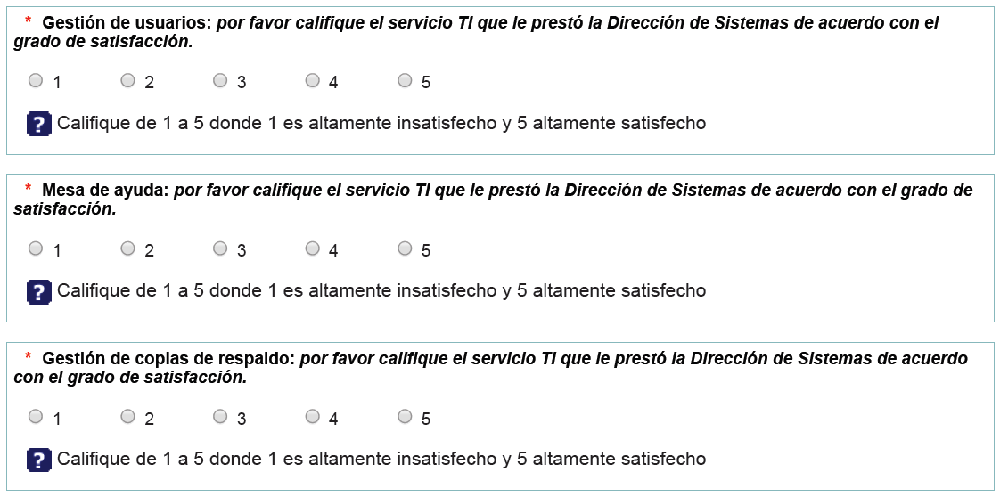 * Gestión de usuarios: por favor califique el servicio TI que le prestó la Dirección de Sistemas de acuerdo con el
grado de satisfacción.
1 2 3 4 5
? Califique de 1 a 5 donde 1 es altamente insatisfecho y 5 altamente satisfecho
* Mesa de ayuda: por favor califique el servicio TI que le prestó la Dirección de Sistemas de acuerdo con el grado de
satisfacción.
1 2 3 4 5
? Califique de 1 a 5 donde 1 es altamente insatisfecho y 5 altamente satisfecho
* Gestión de copias de respaldo: por favor califique el servicio TI que le prestó la Dirección de Sistemas de acuerdo
con el grado de satisfacción.
1 2 3 4 5
? Califique de 1 a 5 donde 1 es altamente insatisfecho y 5 altamente satisfecho